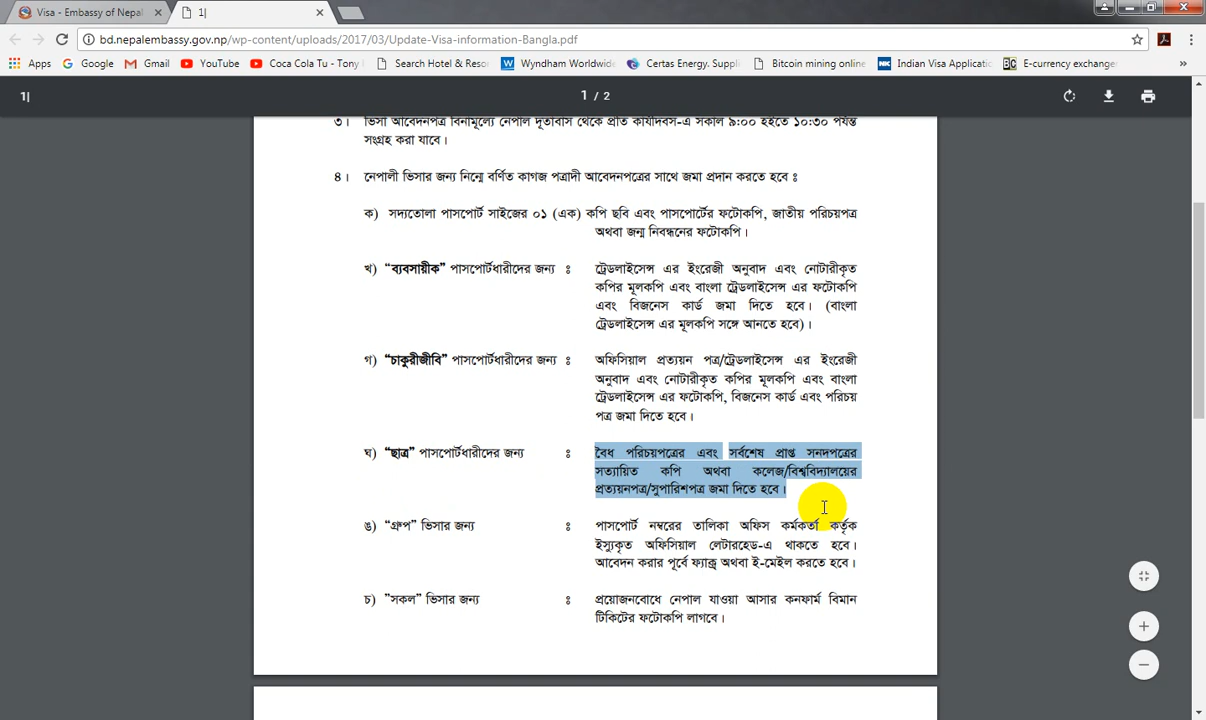 Visa - Embassy of Nepal
1|
bd.nepalembassy.gov.np/wp-content/uploads/2017/03/Update-Visa-information-Bangla.pdf
Apps Google Gmail YouTube Coca Cola Tu - Tony Search Hotel & Resor Wyndham Worldwide Certas Energy. Suppli Bitcoin mining online Indian Visa Applicati E-currency exchange »
1| 1 / 2
৩। ভিসা আবেদনপত্র বিনামূল্যে নেপাল দূতাবাস থেকে প্রতি কার্যদিবস-এ সকাল ৯:০০ হইতে ১০:৩০ পর্যন্ত
সংগ্রহ করা যাবে।
৪। নেপালী ভিসার জন্য নিম্নে বর্ণিত কাগজ পত্রাদী আবেদনপত্রের সাথে জমা প্রদান করতে হবে ঃ
ক) সদ্যতোলা পাসপোর্ট সাইজের ০১ (এক) কপি ছবি এবং পাসপোর্টের ফটোকপি, জাতীয় পরিচয়পত্র
অথবা জন্ম নিবন্ধনের ফটোকপি।
খ) “ব্যবসায়ীক” পাসপোর্টধারীদের জন্য ঃ ট্রেডলাইসেন্স এর ইংরেজী অনুবাদ এবং নোটারীকৃত
কপির মূলকপি এবং বাংলা ট্রেডলাইসেন্স এর ফটোকপি
এবং বিজনেস কার্ড জমা দিতে হবে। (বাংলা
ট্রেডলাইসেন্স এর মূলকপি সঙ্গে আনতে হবে)।
গ) “চাকুরীজীবি” পাসপোর্টধারীদের জন্য ঃ অফিসিয়াল প্রত্যয়ন পত্র/ট্রেডলাইসেন্স এর ইংরেজী
অনুবাদ এবং নোটারীকৃত কপির মূলকপি এবং বাংলা
ট্রেডলাইসেন্স এর ফটোকপি, বিজনেস কার্ড এবং পরিচয়
পত্র জমা দিতে হবে।
ঘ) “ছাত্র” পাসপোর্টধারীদের জন্য ঃ বৈধ পরিচয়পত্রের এবং সর্বশেষ প্রাপ্ত সনদপত্রের
সত্যায়িত কপি অথবা কলেজ/বিশ্ববিদ্যালয়ের
প্রত্যয়নপত্র/সুপারিশপত্র জমা দিতে হবে।
ঙ) “গ্রুপ” ভিসার জন্য ঃ পাসপোর্ট নম্বরের তালিকা অফিস কর্মকর্তা কর্তৃক
ইস্যুকৃত অফিসিয়াল লেটারহেড-এ থাকতে হবে।
আবেদন করার পূর্বে ফ্যাক্স অথবা ই-মেইল করতে হবে।
চ) ”সকল” ভিসার জন্য ঃ প্রয়োজনবোধে নেপাল যাওয়া আসার কনফার্ম বিমান
টিকিটের ফটোকপি লাগবে।